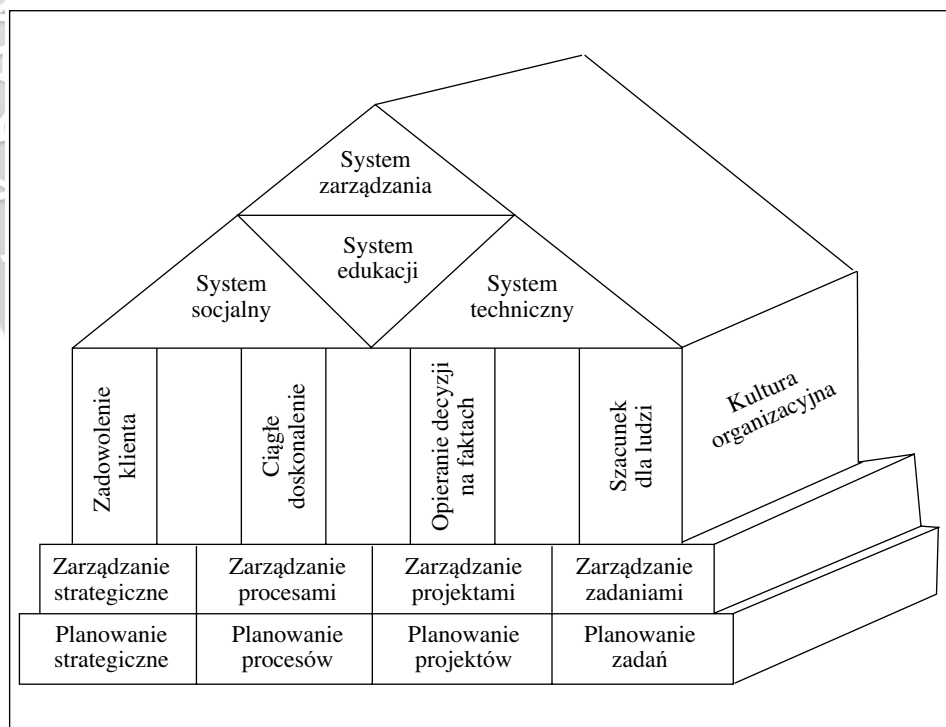 System
zarządzania
System
edukacji
System
socjalny
System
techniczny
Zadowolenie
klienta
Ciągłe
doskonalenie
Opieranie decyzji
na faktach
Szacunek
dla ludzi
Kultura
organizacyjna
Zarządzanie
strategiczne
Zarządzanie
procesami
Zarządzanie
projektami
Zarządzanie
zadaniami
Planowanie
strategiczne
Planowanie
procesów
Planowanie
projektów
Planowanie
zadań